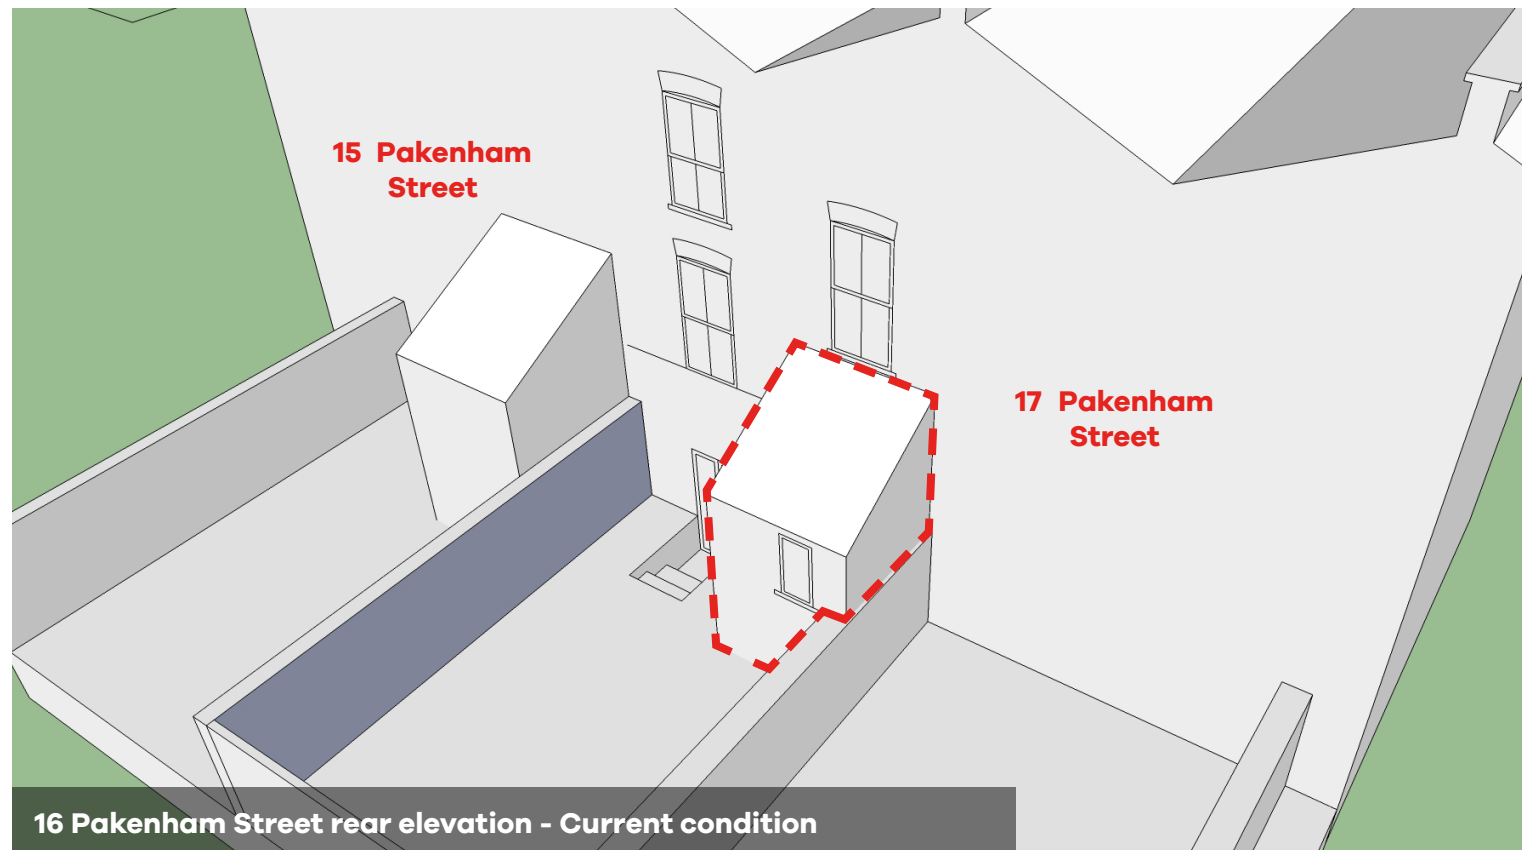 15 Pakenham
Street
17 Pakenham
Street
16 Pakenham Street rear elevation - Current condition